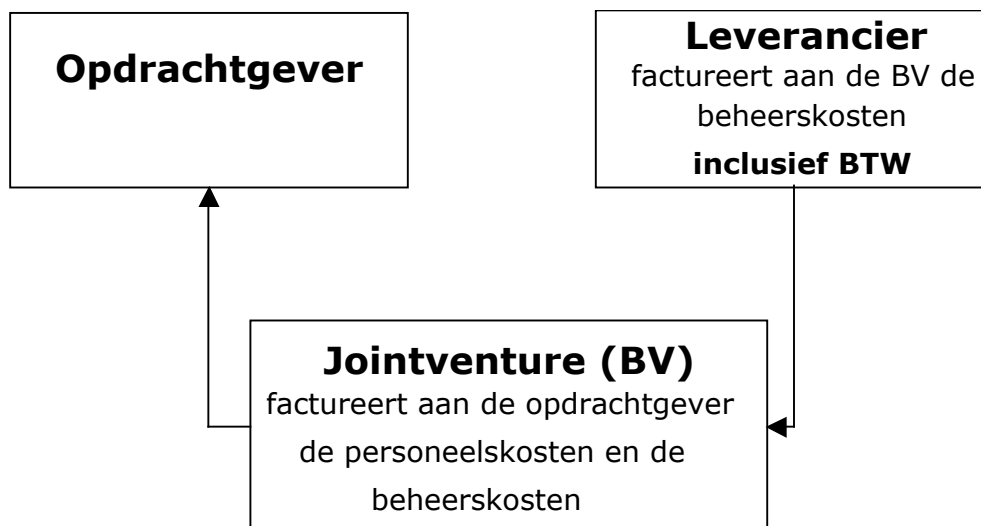 Opdrachtgever
Leverancier
factureert aan de BV de
beheerskosten
inclusief BTW
Jointventure (BV)
factureert aan de opdrachtgever
de personeelskosten en de
beheerskosten